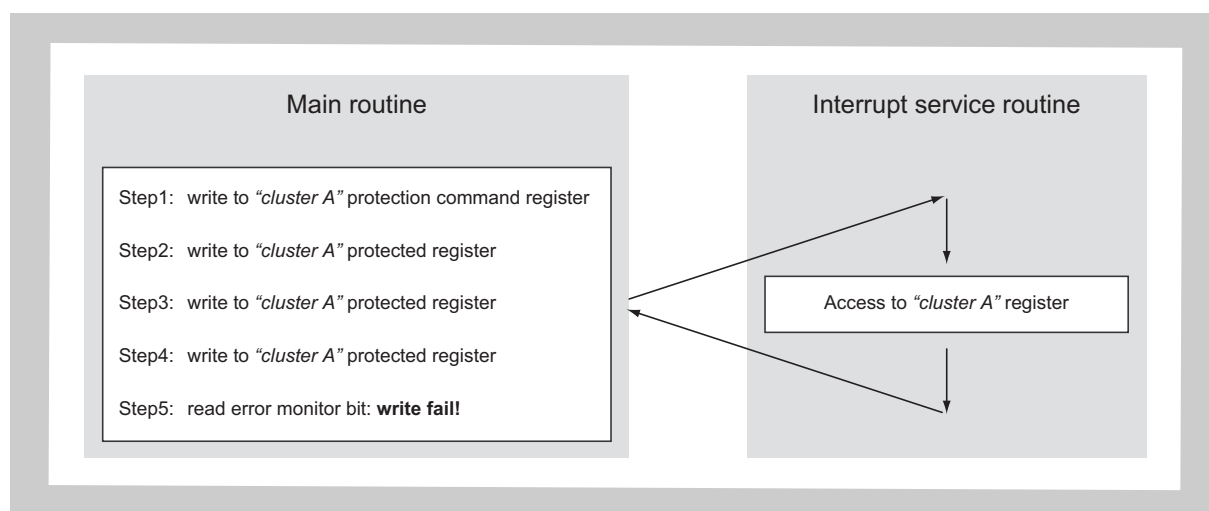 Main routine
Step1: write to “cluster A” protection command register
Step2: write to “cluster A” protected register
Step3: write to “cluster A” protected register
Step4: write to “cluster A” protected register
Step5: read error monitor bit: write fail!
Interrupt service routine
Access to “cluster A” register